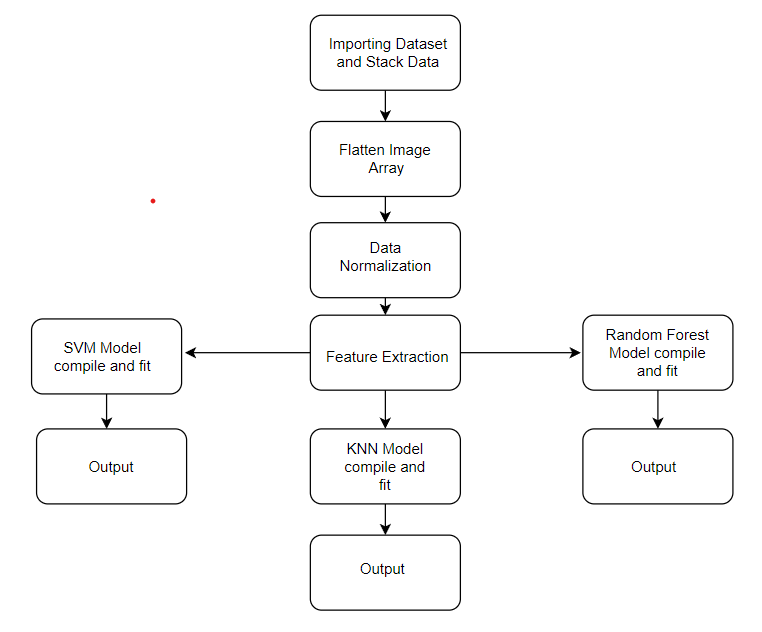 Importing Dataset
and Stack Data
Flatten Image
Array
Data
Normalization
Feature Extraction
SVM Model
compile and fit
Output
KNN Model
compile and
fit
Output
Random Forest
Model compile
and fit
Output